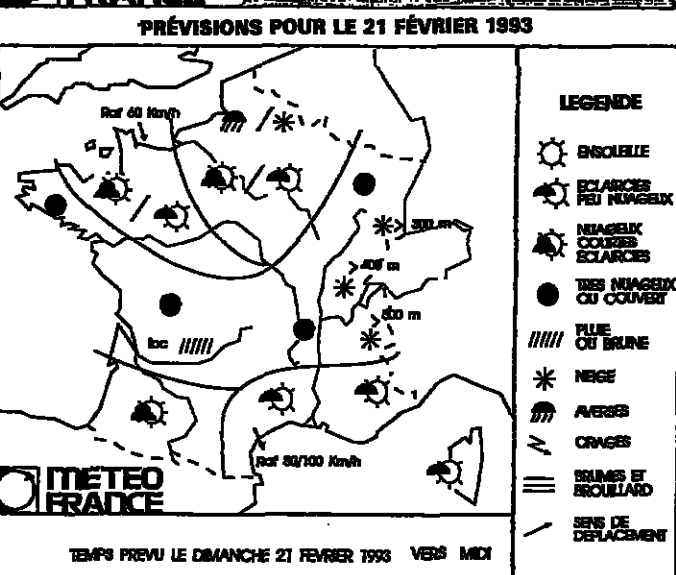 PRÉVISIONS POUR LE 21 FÉVRIER 1993
Raf 60 Km/h
300 m
400 m
800 m
loc
Raf 80/100 Km/h
METEO
FRANCE
LEGENDE
ENSOLEILLE
ECLAIRCIES
PEU NUAGEUX
NUAGEUX
COURTES
ECLAIRCIES
TRES NUAGEUX
OU COUVERT
PLUIE
OU BRUINE
NEIGE
AVERSES
ORAGES
BRUMES ET
BROUILLARD
SENS DE
DEPLACEMENT
TEMPS PREVU LE DIMANCHE 21 FEVRIER 1993 VERS MIDI